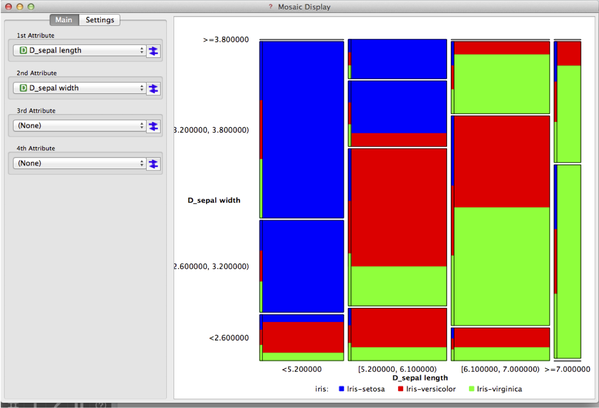 ? Mosaic Display
Main Settings
1st Attribute
D_sepal length
2nd Attribute
D_sepal width
3rd Attribute
(None)
4th Attribute
(None)
>=3.800000
3.200000, 3.800000)
D_sepal width
2.600000, 3.200000)
<2.600000
<5.200000 [5.200000, 6.100000) [6.100000, 7.000000) >=7.000000
D_sepal length
iris: Iris-setosa Iris-versicolor Iris-virginica